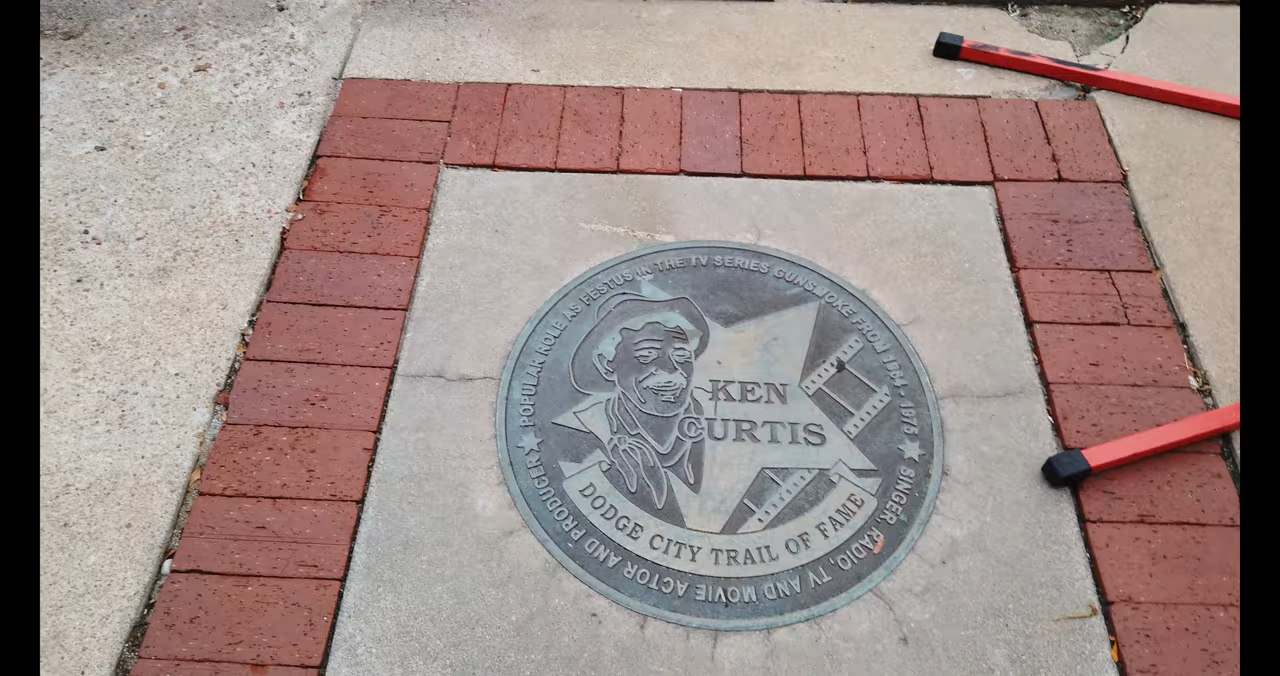 POPULAR ROLE AS FESTUS IN THE TV SERIES GUNSMOKE FROM 1964 - 1975
KEN
CURTIS
DODGE CITY TRAIL OF FAME
SINGER, RADIO, TV AND MOVIE ACTOR AND PRODUCER